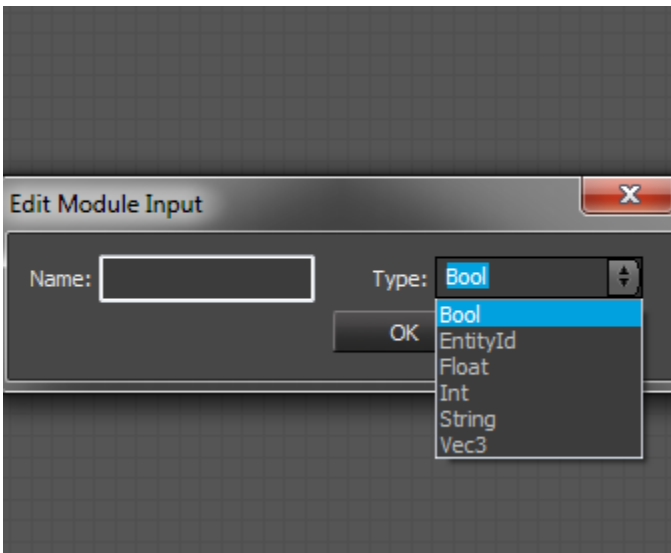 Edit Module Input
Name: Type: Bool
OK
Bool
EntityId
Float
Int
String
Vec3